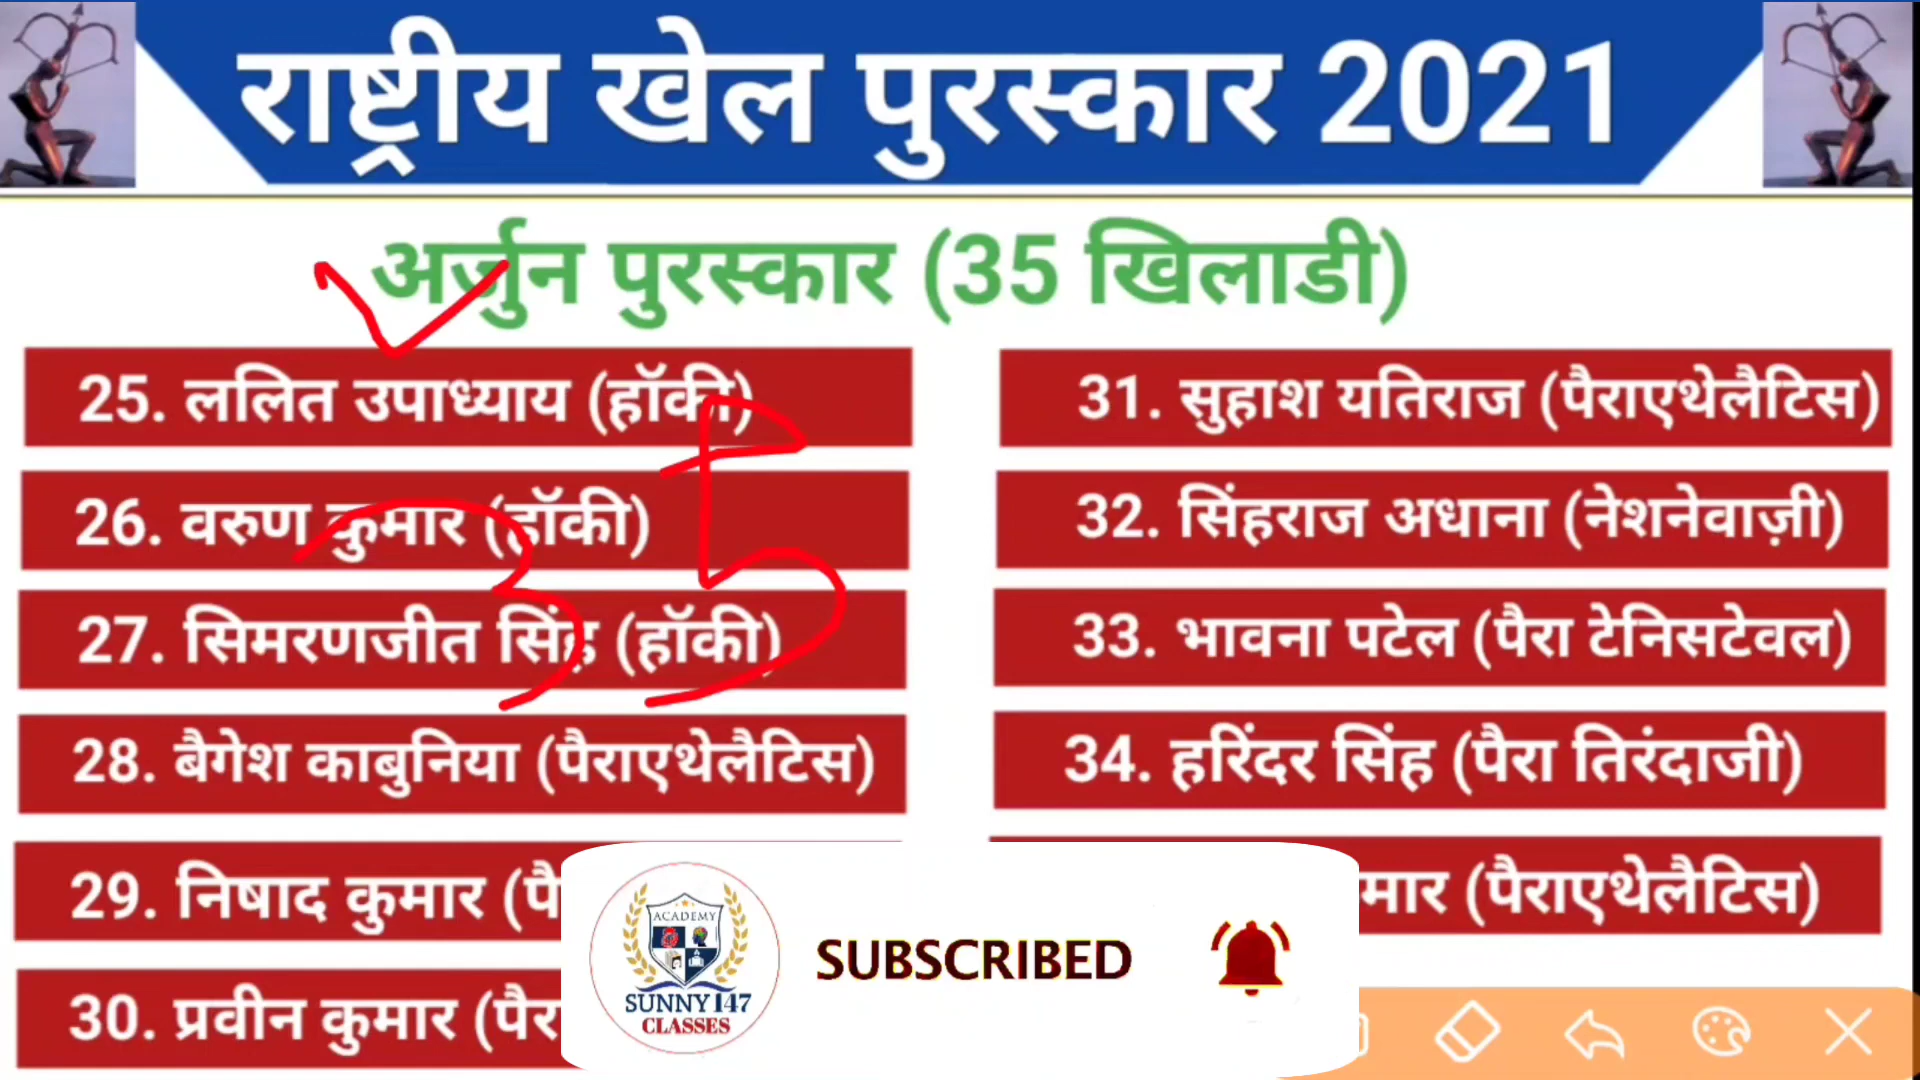 राष्ट्रीय खेल पुरस्कार 2021
अर्जुन पुरस्कार (35 खिलाडी)
25. ललित उपाध्याय (हॉकी)
26. वरुण कुमार (हॉकी)
27. सिमरणजीत सिंह (हॉकी)
28. बैगेश काबुनिया (पैराएथेलैटिस)
29. निषाद कुमार (पै
30. प्रवीन कुमार (पैर
31. सुहाश यतिराज (पैराएथेलैटिस)
32. सिंहराज अधाना (नेशनेवाज़ी)
33. भावना पटेल (पैरा टेनिसटेवल)
34. हरिंदर सिंह (पैरा तिरंदाजी)
मार (पैराएथेलैटिस)
35
ACADEMY
SUNNY 147
CLASSES
SUBSCRIBED